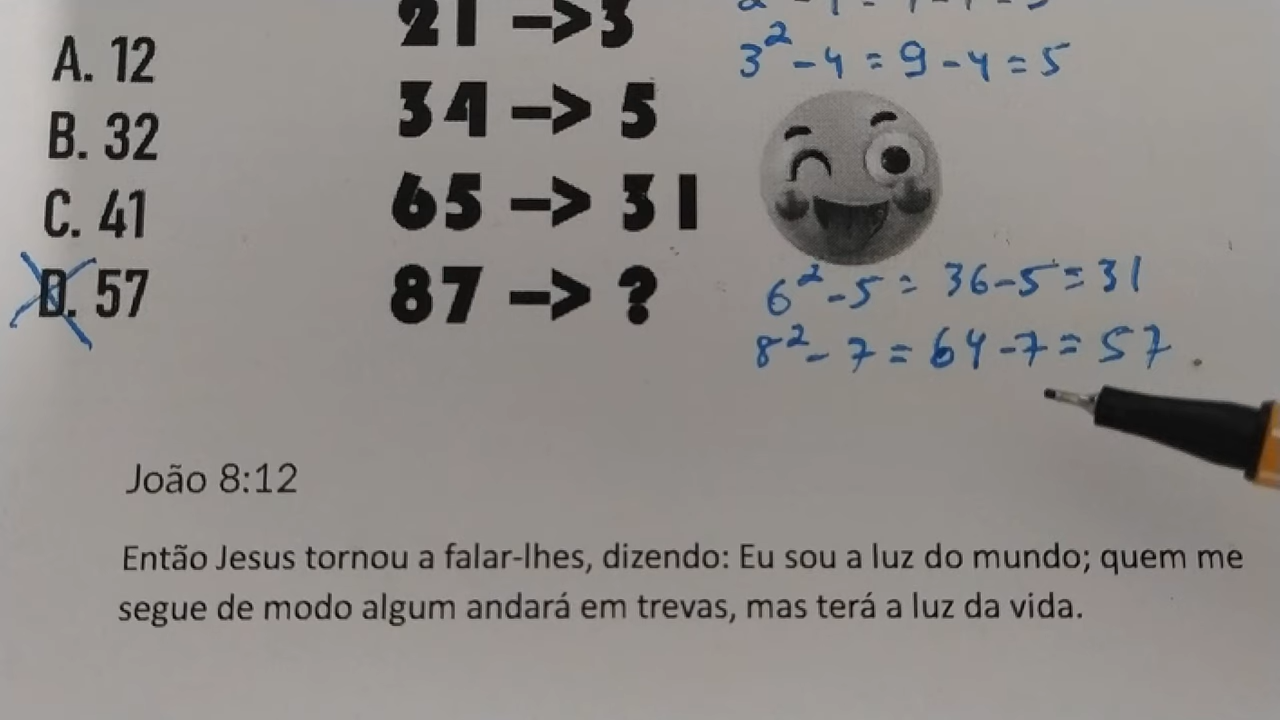 A. 12
B. 32
C. 41
D. 57
21 –>3
34 –> 5
65 –> 31
87 –> ?
3² - 4 = 9 - 4 = 5
6² - 5 = 36 - 5 = 31
8² - 7 = 64 - 7 = 57
João 8:12
Então Jesus tornou a falar-lhes, dizendo: Eu sou a luz do mundo; quem me
segue de modo algum andará em trevas, mas terá a luz da vida.